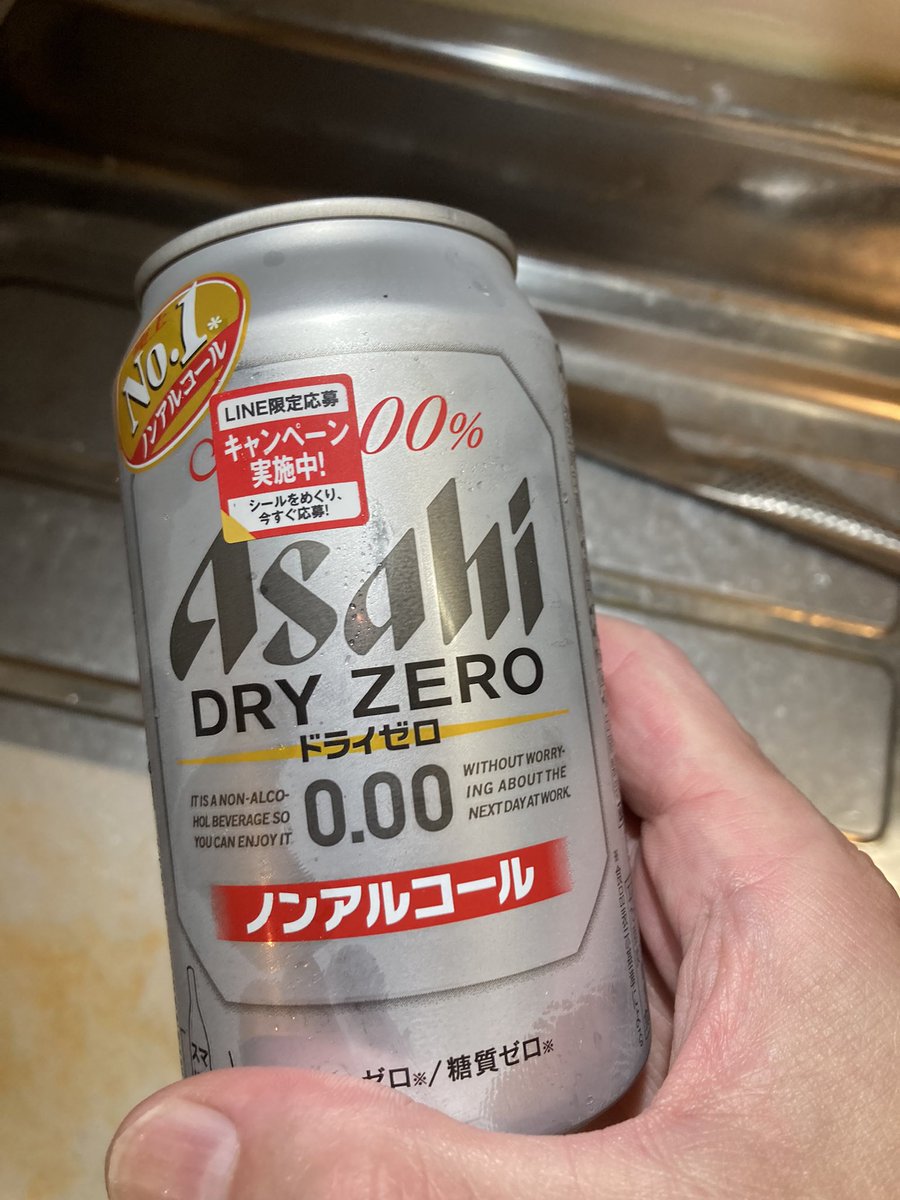 No.1*
ノンアルコール
LINE限定応募
キャンペーン
実施中!
シールをめくり、
今すぐ応募!
00%
Asahi
DRY ZERO
ドライゼロ
IT IS A NON-ALCO-
HOL BEVERAGE SO
YOU CAN ENJOY IT
0.00
WITHOUT WORRY-
ING ABOUT THE
NEXT DAY AT WORK.
ノンアルコール
スマ
ゼロ※/糖質ゼロ※